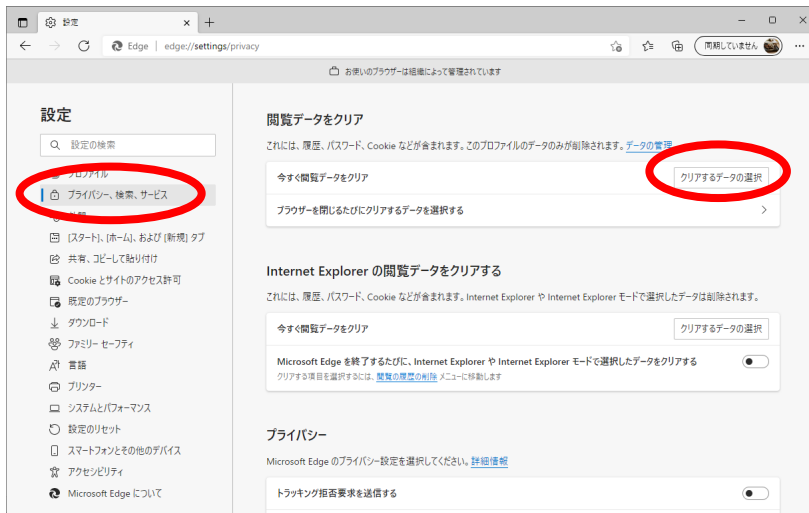 設定
Edge | edge://settings/privacy
同期していません
お使いのブラウザーは組織によって管理されています
設定
設定の検索
プロファイル
プライバシー、検索、サービス
[スタート]、[ホーム]、および [新規] タブ
共有、コピーして貼り付け
Cookie とサイトのアクセス許可
既定のブラウザー
ダウンロード
ファミリー セーフティ
言語
プリンター
システムとパフォーマンス
設定のリセット
スマートフォンとその他のデバイス
アクセシビリティ
Microsoft Edge について
閲覧データをクリア
これには、履歴、パスワード、Cookie などが含まれます。このプロファイルのデータのみが削除されます。データの管理
今すぐ閲覧データをクリア
クリアするデータの選択
ブラウザーを閉じるたびにクリアするデータを選択する
Internet Explorer の閲覧データをクリアする
これには、履歴、パスワード、Cookie などが含まれます。Internet Explorer や Internet Explorer モードで選択したデータは削除されます。
今すぐ閲覧データをクリア
クリアするデータの選択
Microsoft Edge を終了するたびに、Internet Explorer や Internet Explorer モードで選択したデータをクリアする
クリアする項目を選択するには、閲覧の履歴の削除 メニューに移動します
プライバシー
Microsoft Edge のプライバシー設定を選択してください。詳細情報
トラッキング拒否要求を送信する